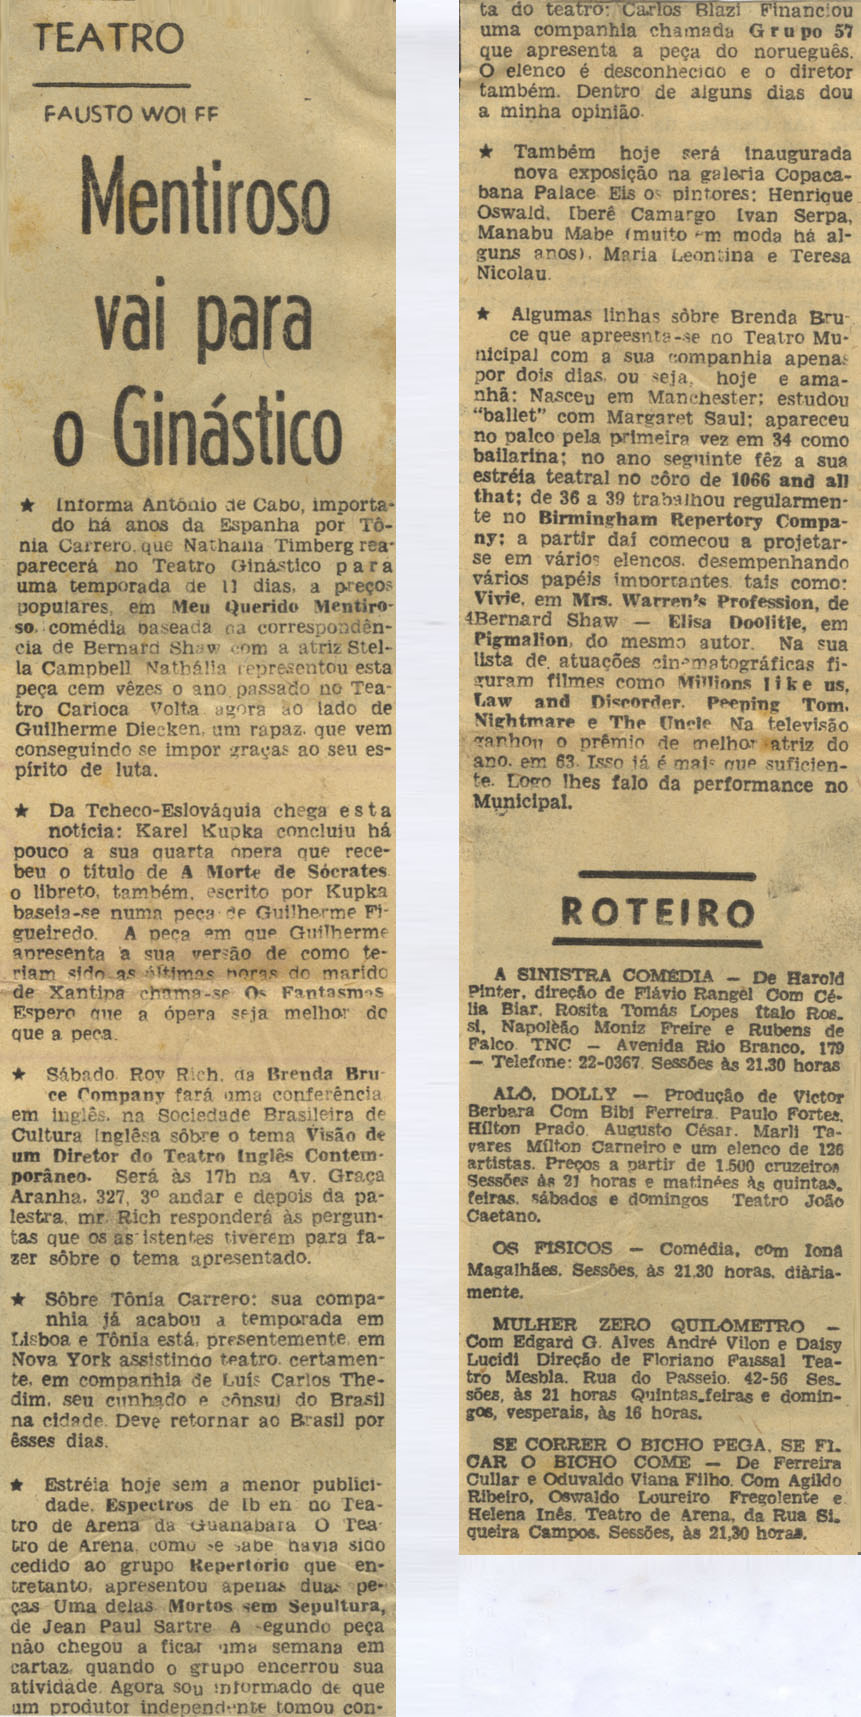 TEATRO
FAUSTO WOLFF
Mentiroso
vai para
o Ginástico
★ Informa Antônio de Cabo, importa-
do há anos da Espanha por Tô-
nia Carrero, que Nathalia Timberg rea-
parecerá no Teatro Ginástico para
uma temporada de 11 dias, a preços
populares, em Meu Querido Mentiro-
so, comédia baseada na correspondên-
cia de Bernard Shaw com a atriz Stel-
la Campbell Nathália representou esta
peça cem vêzes o ano passado no Tea-
tro Carioca Volta agora ao lado de
Guilherme Diecken, um rapaz, que vem
conseguindo se impor graças ao seu es-
pírito de luta.
★ Da Tcheco-Eslováquia chega esta
notícia: Karel Kupka concluiu há
pouco a sua quarta ópera que rece-
beu o título de A Morte de Sócrates
o libreto, também, escrito por Kupka
baseia-se numa peça de Guilherme Fi-
gueiredo. A peça em que Guilherme
apresenta a sua versão de como te-
riam sido as últimas horas do marido
de Xantipa chama-se Os Fantasmas
Espero que a ópera seja melhor do
que a peça.
★ Sábado Roy Rich, da Brenda Bru-
ce Company fará uma conferência
em inglês, na Sociedade Brasileira de
Cultura Inglêsa sôbre o tema Visão de
um Diretor do Teatro Inglês Contem-
porâneo. Será às 17h na Av. Graça
Aranha, 327, 3º andar e depois da pa-
lestra, mr. Rich responderá às pergun-
tas que os assistentes tiverem para fa-
zer sôbre o tema apresentado.
★ Sôbre Tônia Carrero: sua compa-
nhia já acabou a temporada em
Lisboa e Tônia está, presentemente, em
Nova York assistindo teatro, certamen-
te, em companhia de Luís Carlos The-
dim, seu cunhado e cônsul do Brasil
na cidade. Deve retornar ao Brasil por
êsses dias.
★ Estréia hoje sem a menor publici-
dade, Espectros de Ib en no Tea-
tro de Arena da Guanabara O Tea-
tro de Arena, como se sabe havia sido
cedido ao grupo Repertório que en-
tretanto, apresentou apenas duas pe-
ças Uma delas Mortos sem Sepultura,
de Jean Paul Sartre A segundo peça
não chegou a ficar uma semana em
cartaz, quando o grupo encerrou sua
atividade. Agora sou informado de que
um produtor independente tomou con-
ta do teatro: Carlos Blazi Financiou
uma companhia chamada Grupo 57
que apresenta a peça do norueguês.
O elenco é desconhecido e o diretor
também. Dentro de alguns dias dou
a minha opinião.
★ Também hoje será inaugurada
nova exposição na galeria Copaca-
bana Palace Eis os pintores: Henrique
Oswald, Iberê Camargo Ivan Serpa,
Manabu Mabe (muito em moda há al-
guns anos), Maria Leontina e Teresa
Nicolau.
★ Algumas linhas sôbre Brenda Bru-
ce que apreesnta-se no Teatro Mu-
nicipal com a sua companhia apenas
por dois dias, ou seja, hoje e ama-
nhã: Nasceu em Manchester; estudou
"ballet" com Margaret Saul; apareceu
no palco pela primeira vez em 34 como
bailarina; no ano seguinte fêz a sua
estréia teatral no côro de 1066 and all
that; de 36 a 39 trabalhou regularmen-
te no Birmingham Repertory Compa-
ny; a partir daí começou a projetar-
se em vários elencos, desempenhando
vários papéis importantes, tais como:
Vivie, em Mrs. Warren's Profession, de
Bernard Shaw — Elisa Doolitle, em
Pigmalion, do mesmo autor. Na sua
lista de atuações cinematográficas fi-
guram filmes como Millions like us,
Law and Discorder, Peeping Tom,
Nightmare e The Uncle Na televisão
ganhou o prêmio de melhor atriz do
ano, em 63. Isso já é mais que suficien-
te. Logo lhes falo da performance no
Municipal.
ROTEIRO
A SINISTRA COMÉDIA — De Harold
Pinter, direção de Flávio Rangel Com Cé-
lia Biar, Rosita Tomás Lopes Italo Ros-
si, Napoleão Moniz Freire e Rubens de
Falco. TNC — Avenida Rio Branco, 179
— Telefone: 22-0367. Sessões às 21,30 horas
ALÔ, DOLLY — Produção de Victor
Berbara Com Bibi Ferreira, Paulo Fortes,
Hílton Prado, Augusto César, Marli Ta-
vares Mílton Carneiro e um elenco de 126
artistas. Preços a partir de 1.500 cruzeiros
Sessões às 21 horas e matinées às quintas-
feiras, sábados e domingos Teatro João
Caetano.
OS FISICOS — Comédia, com Ioná
Magalhães. Sessões, às 21,30 horas, diària-
mente.
MULHER ZERO QUILÔMETRO —
Com Edgard G. Alves André Vilon e Daisy
Lucidi Direção de Floriano Faissal Tea-
tro Mesbla. Rua do Passeio, 42-56 Ses-
sões, às 21 horas Quintas-feiras e domin-
gos, vesperais, às 16 horas.
SE CORRER O BICHO PEGA, SE FI-
CAR O BICHO COME — De Ferreira
Cullar e Oduvaldo Viana Filho. Com Agildo
Ribeiro, Oswaldo Loureiro Fregolente e
Helena Inês. Teatro de Arena, da Rua Si-
queira Campos. Sessões, às 21,30 horas.